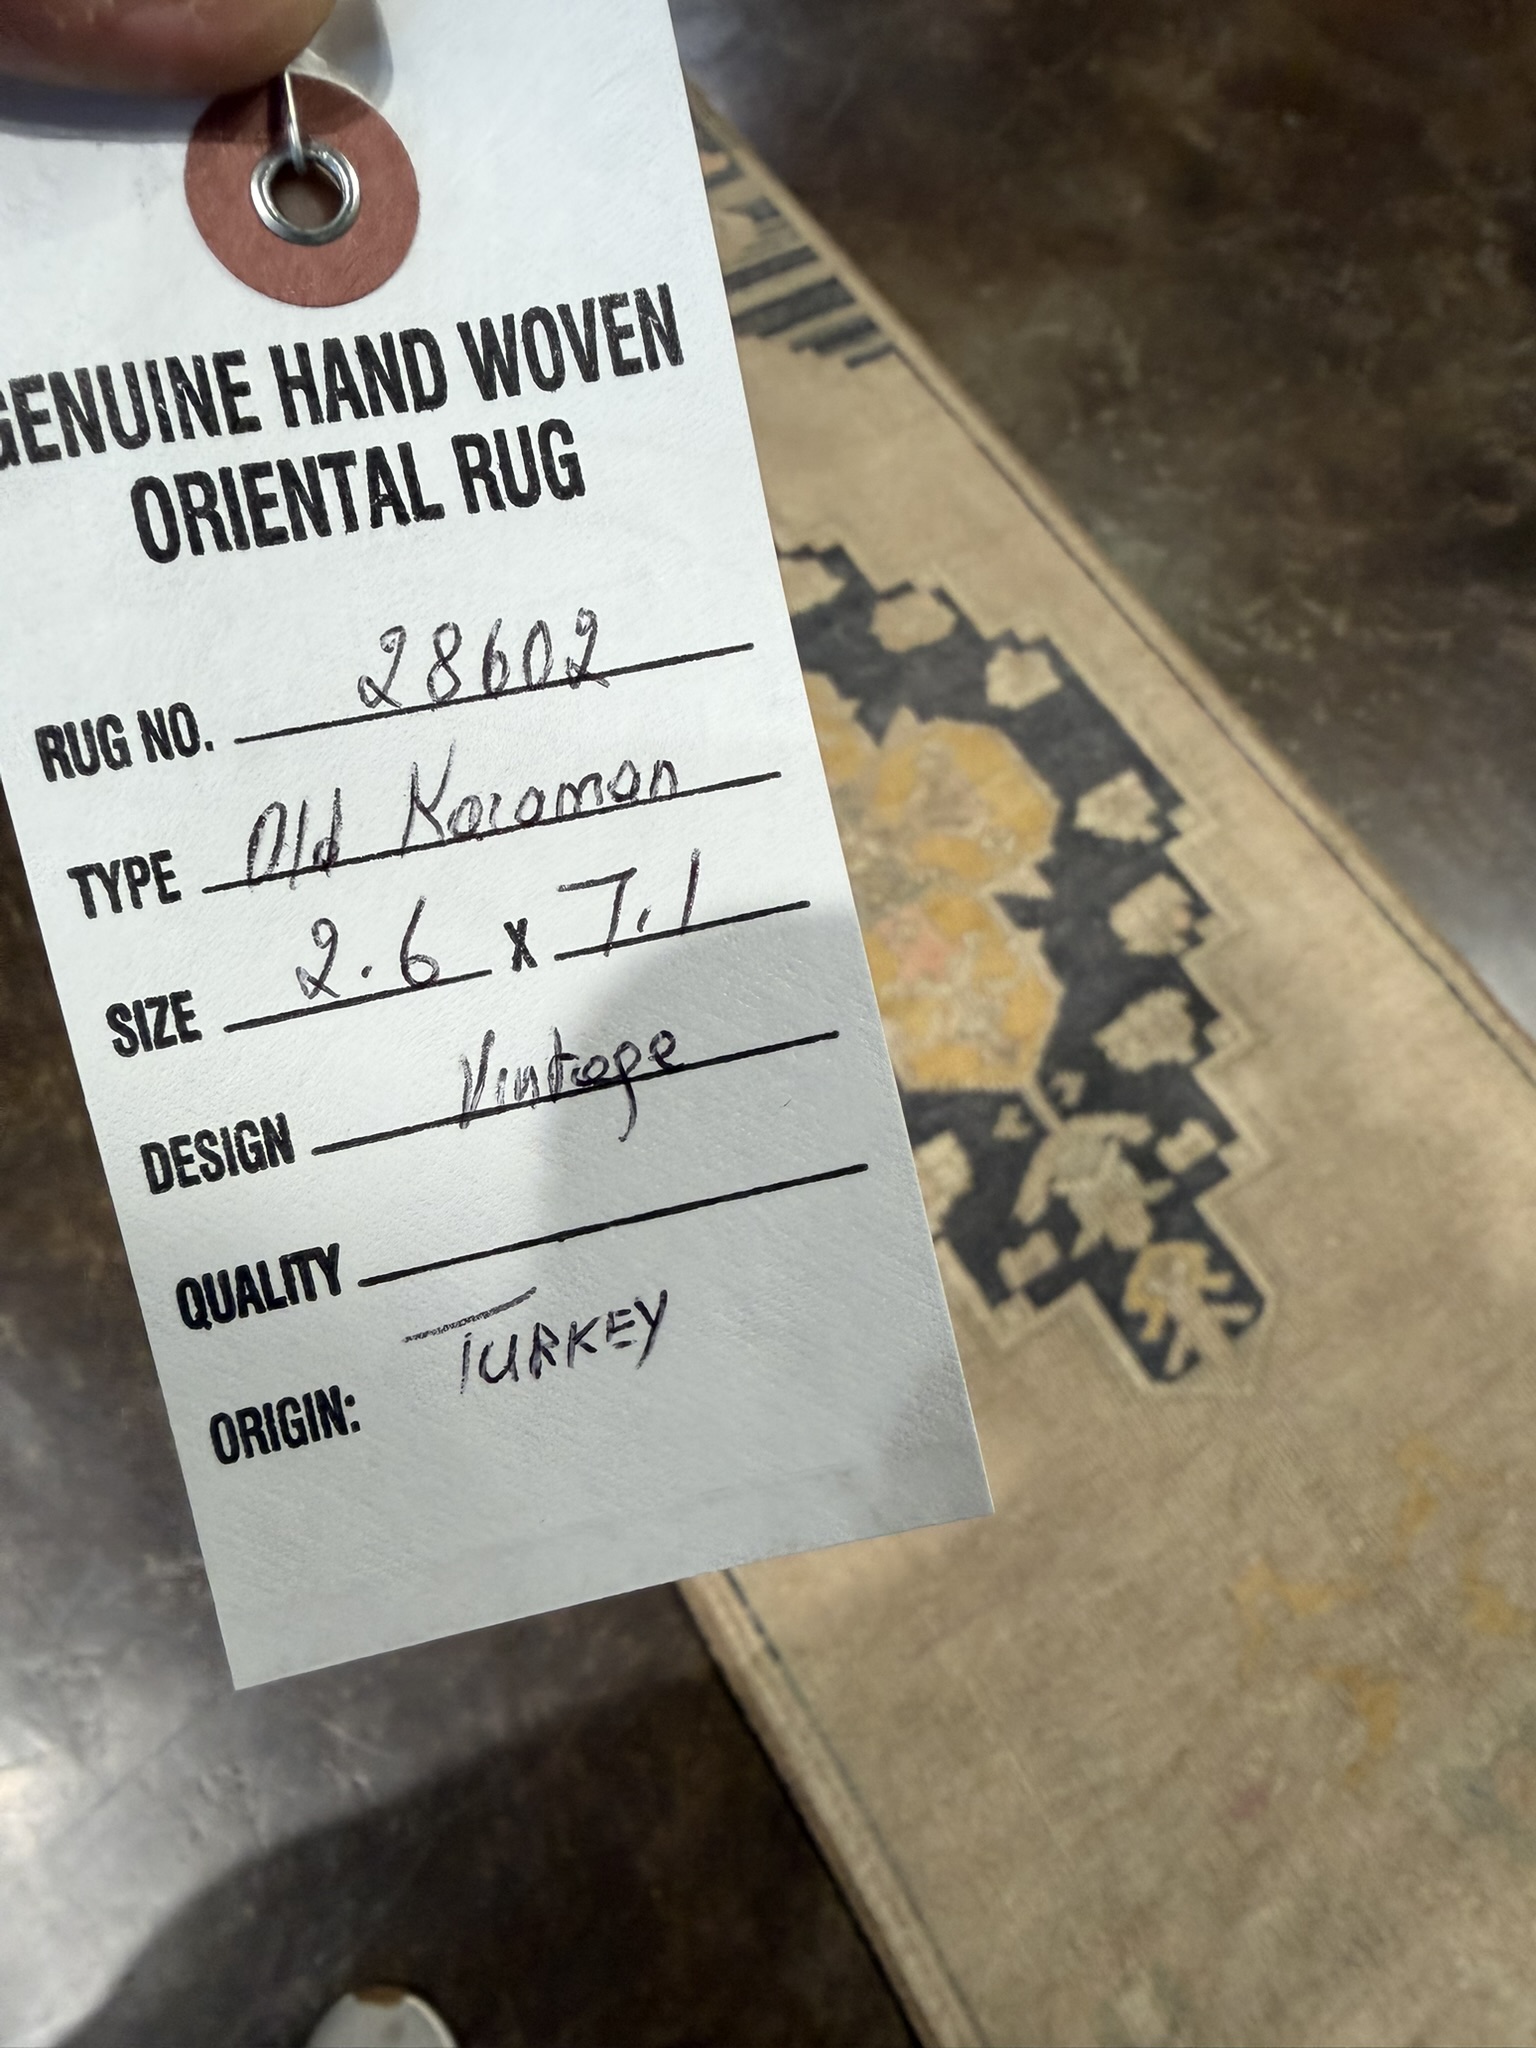 GENUINE HAND WOVEN
ORIENTAL RUG
RUG NO. 28602
TYPE Old Karaman
SIZE 2.6 X 7.1
DESIGN Vintage
QUALITY
ORIGIN: TURKEY